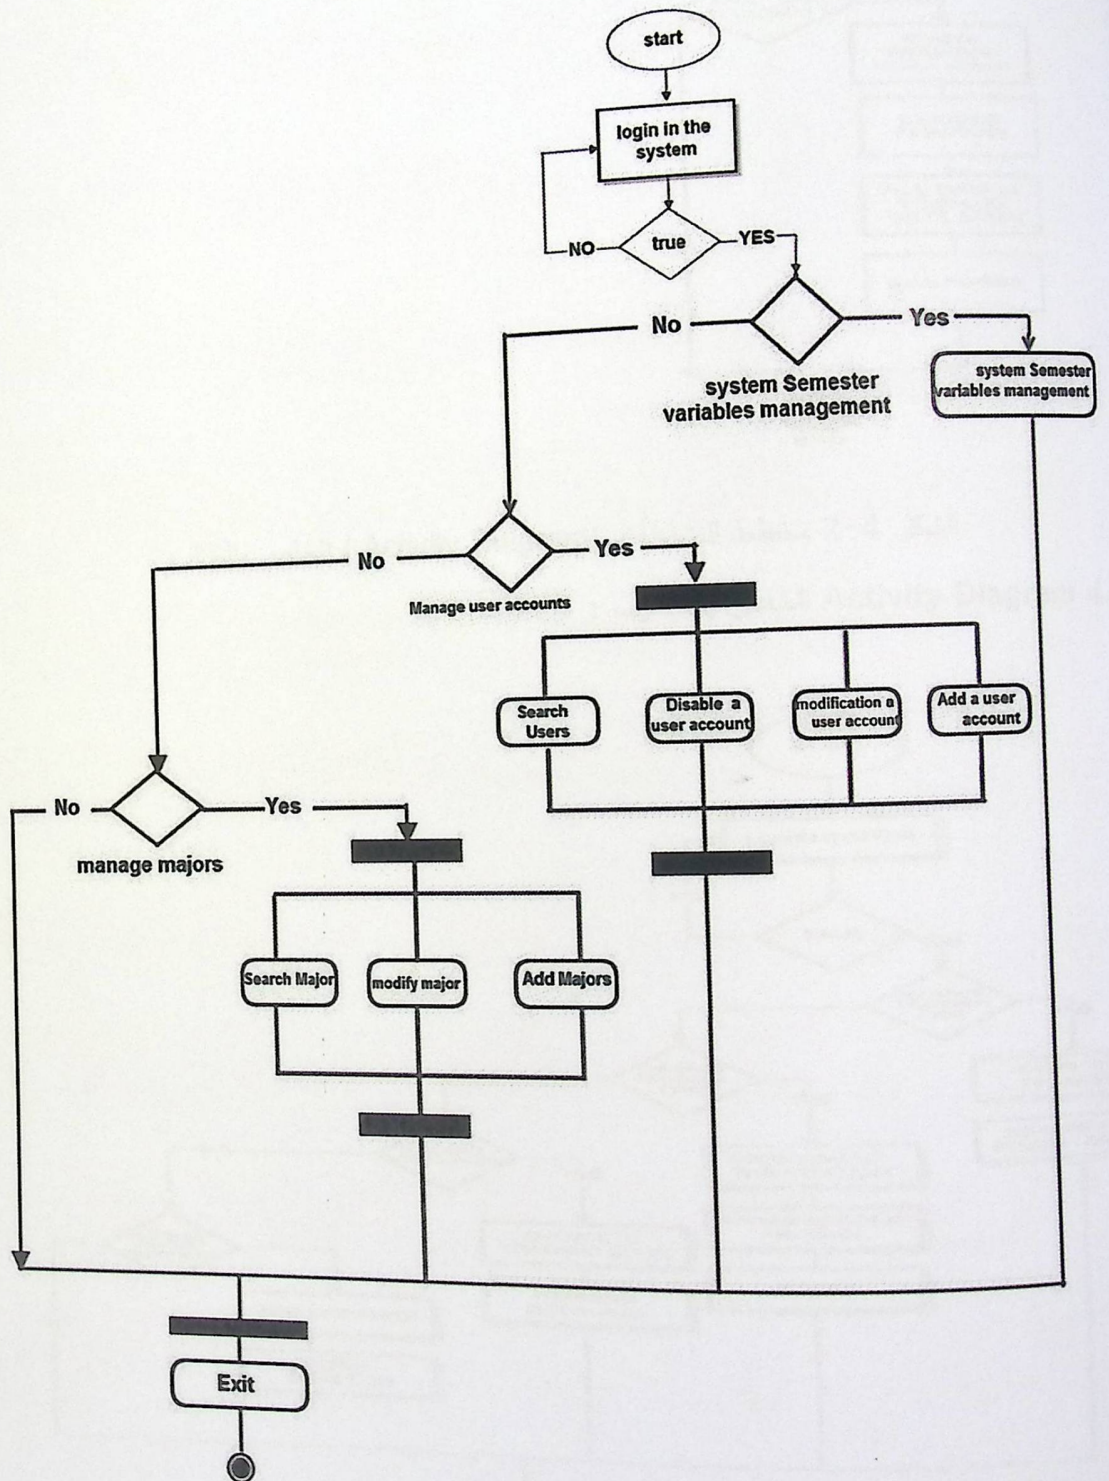 start
login in the
system
true
NO
YES
No
Yes
system Semester
variables management
system Semester
variables management
No
Yes
Manage user accounts
Search
Users
Disable a
user account
modification a
user account
Add a user
account
No
Yes
manage majors
Search Major
modify major
Add Majors
Exit